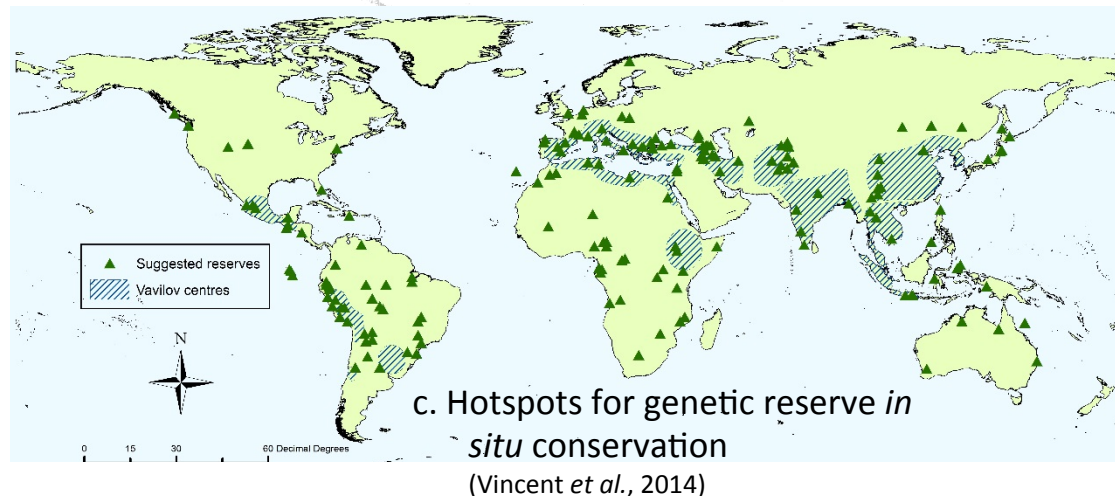 Suggested reserves
Vavilov centres
N
0 15 30 60 Decimal Degrees
c. Hotspots for genetic reserve in
situ conservation
(Vincent et al., 2014)